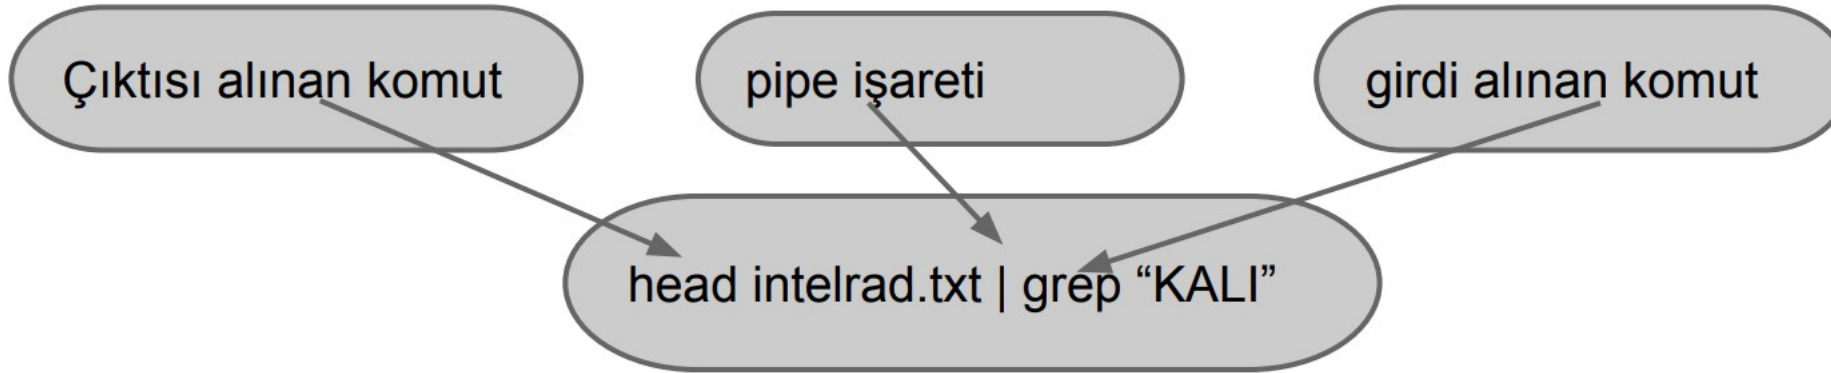 Çıktısı alınan komut
pipe işareti
girdi alınan komut
head intelrad.txt | grep “KALI”